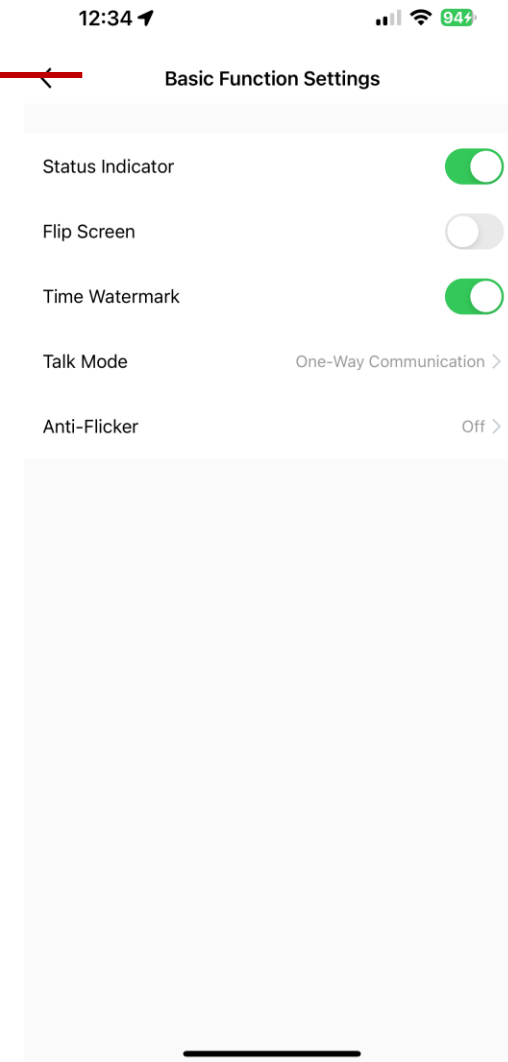 12:34 94
Basic Function Settings
Status Indicator
Flip Screen
Time Watermark
Talk Mode One-Way Communication
Anti-Flicker Off